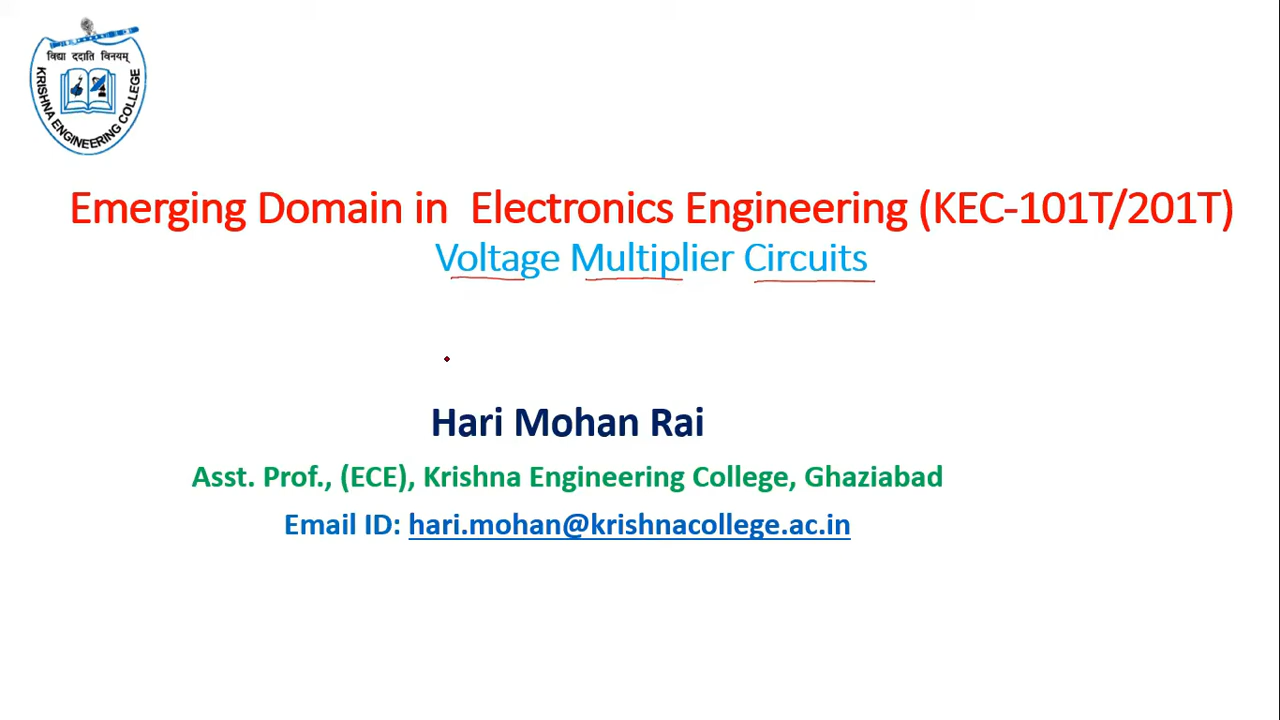 विद्या ददाति विनयम्
KRISHNA ENGINEERING COLLEGE
Emerging Domain in Electronics Engineering (KEC-101T/201T)
Voltage Multiplier Circuits
Hari Mohan Rai
Asst. Prof., (ECE), Krishna Engineering College, Ghaziabad
Email ID: hari.mohan@krishnacollege.ac.in